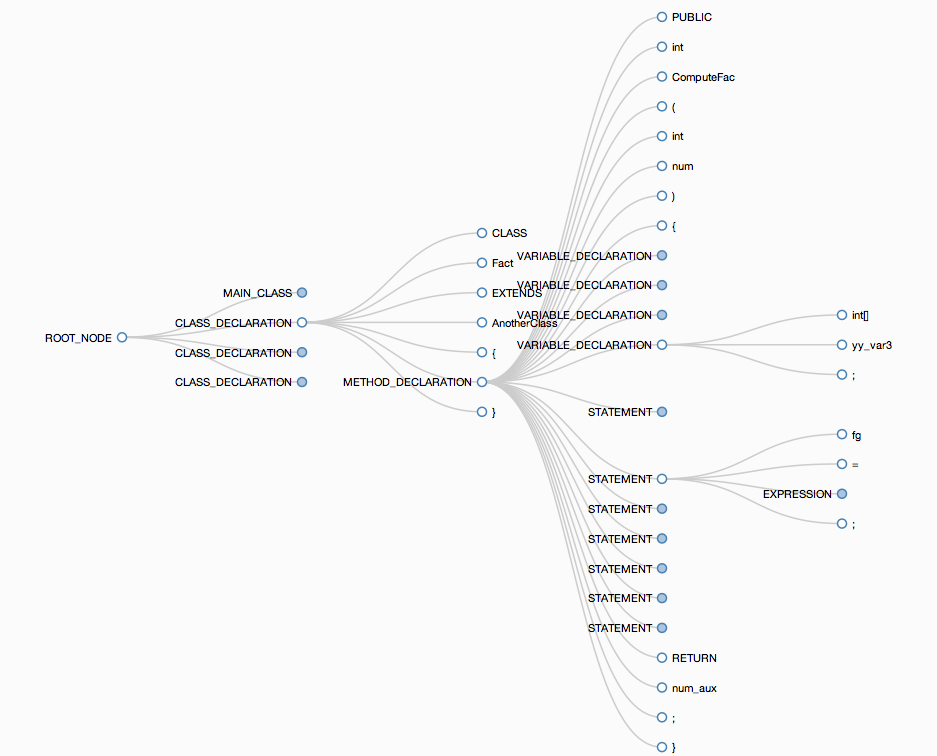 PUBLIC
int
ComputeFac
(
int
num
)
CLASS
{
Fact
VARIABLE_DECLARATION
MAIN_CLASS
EXTENDS
VARIABLE_DECLARATION
CLASS_DECLARATION
AnotherClass
VARIABLE_DECLARATION
int[]
ROOT_NODE
VARIABLE_DECLARATION
yy_var3
CLASS_DECLARATION
{
;
CLASS_DECLARATION
METHOD_DECLARATION
}
STATEMENT
fg
=
STATEMENT
EXPRESSION
STATEMENT
;
STATEMENT
STATEMENT
STATEMENT
STATEMENT
RETURN
num_aux
;
}